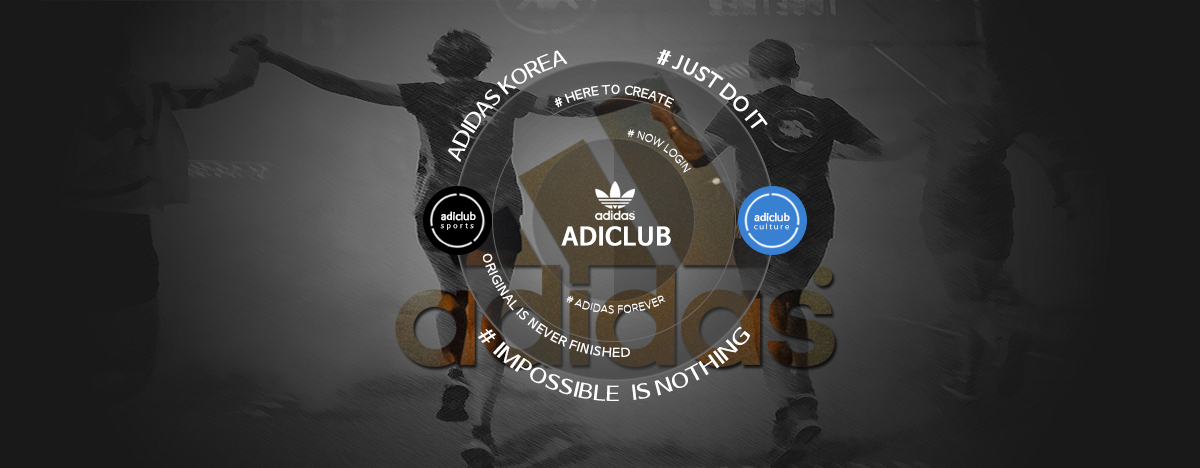 ADIDAS KOREA
# JUST DO IT
# HERE TO CREATE
# NOW LOGIN
adidas
ADICLUB
adiclub
sports
adiclub
culture
adidas
# ADIDAS FOREVER
ORIGINAL IS NEVER FINISHED
# IMPOSSIBLE IS NOTHING